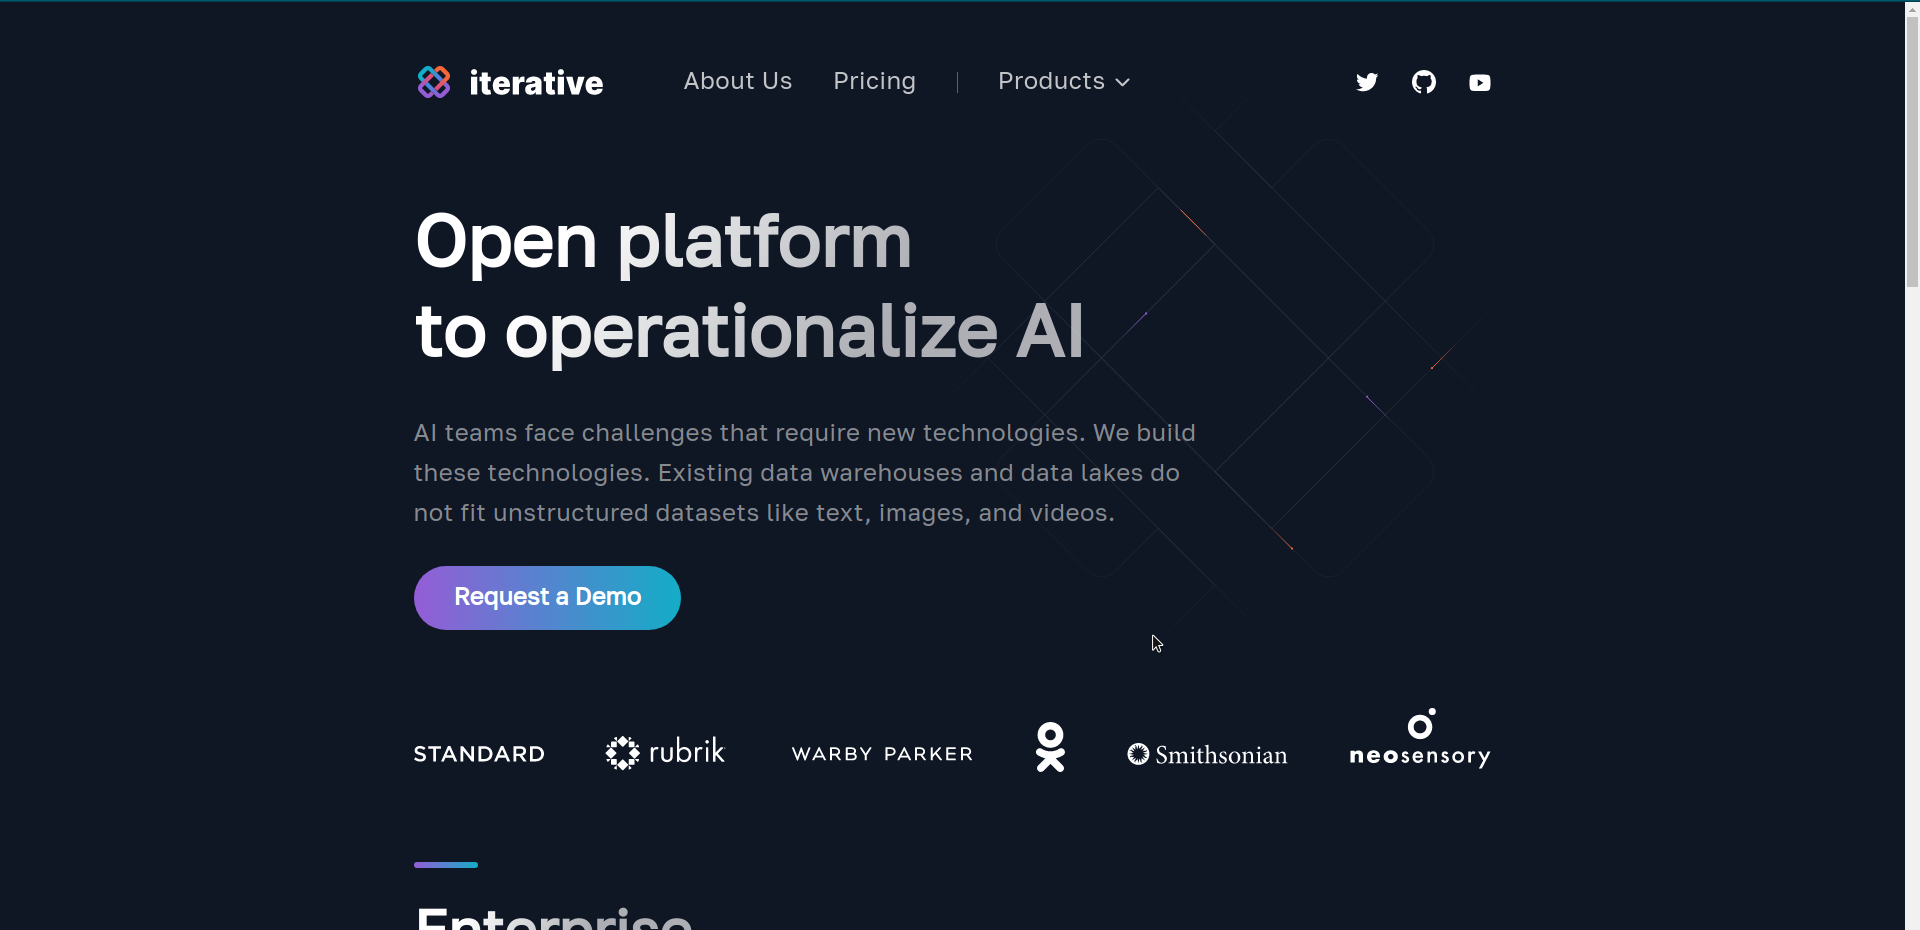 iterative About Us Pricing Products
Open platform
to operationalize AI
AI teams face challenges that require new technologies. We build
these technologies. Existing data warehouses and data lakes do
not fit unstructured datasets like text, images, and videos.
Request a Demo
STANDARD rubrik WARBY PARKER Smithsonian neosensory
Enterprise